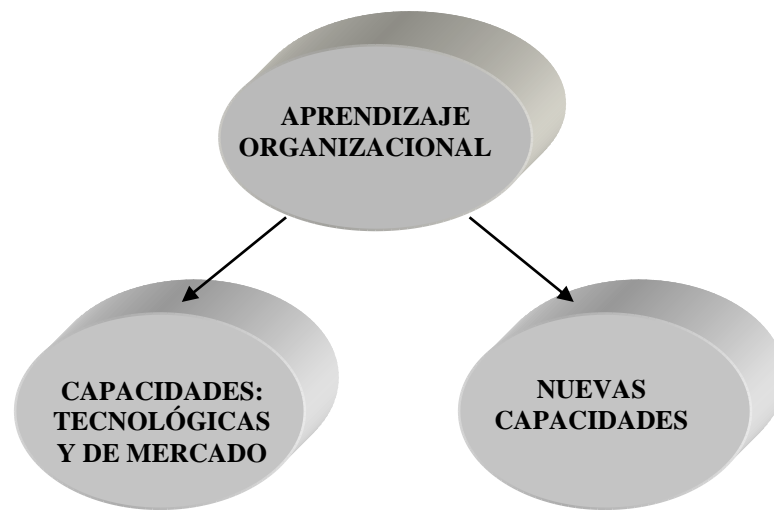 APRENDIZAJE
ORGANIZACIONAL
CAPACIDADES:
TECNOLÓGICAS
Y DE MERCADO
NUEVAS
CAPACIDADES